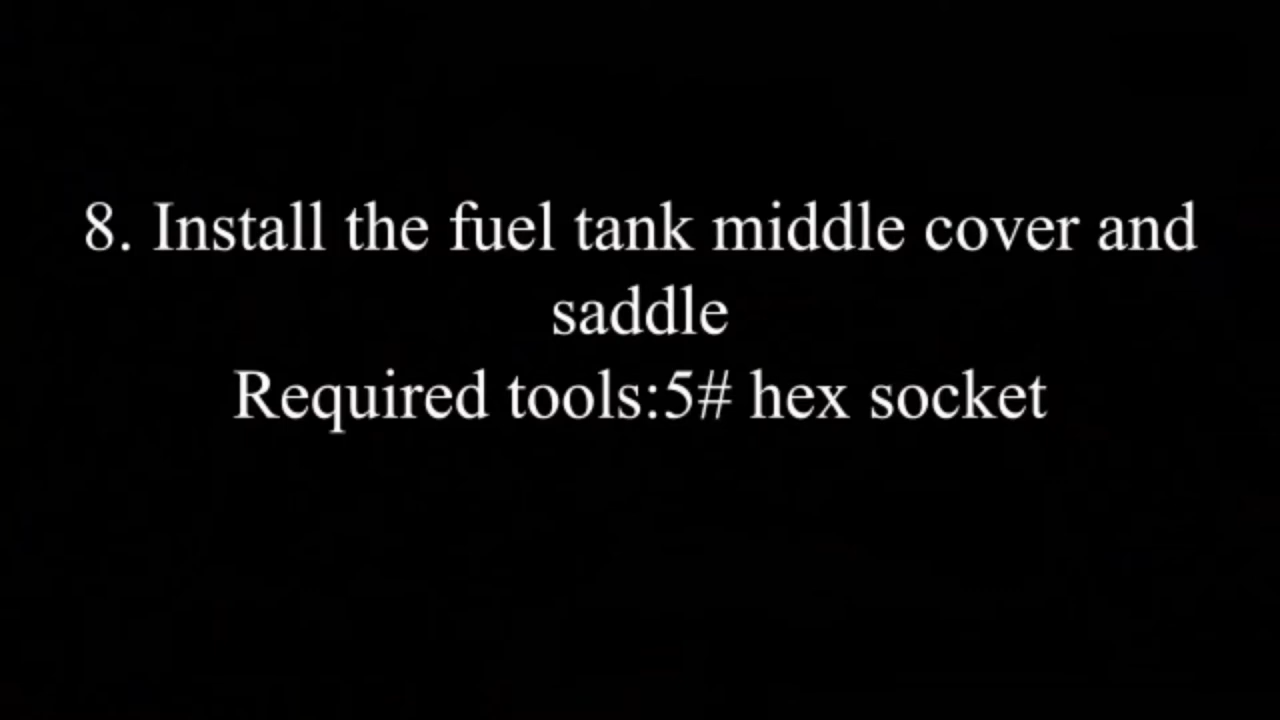 8. Install the fuel tank middle cover and
saddle
Required tools:5# hex socket